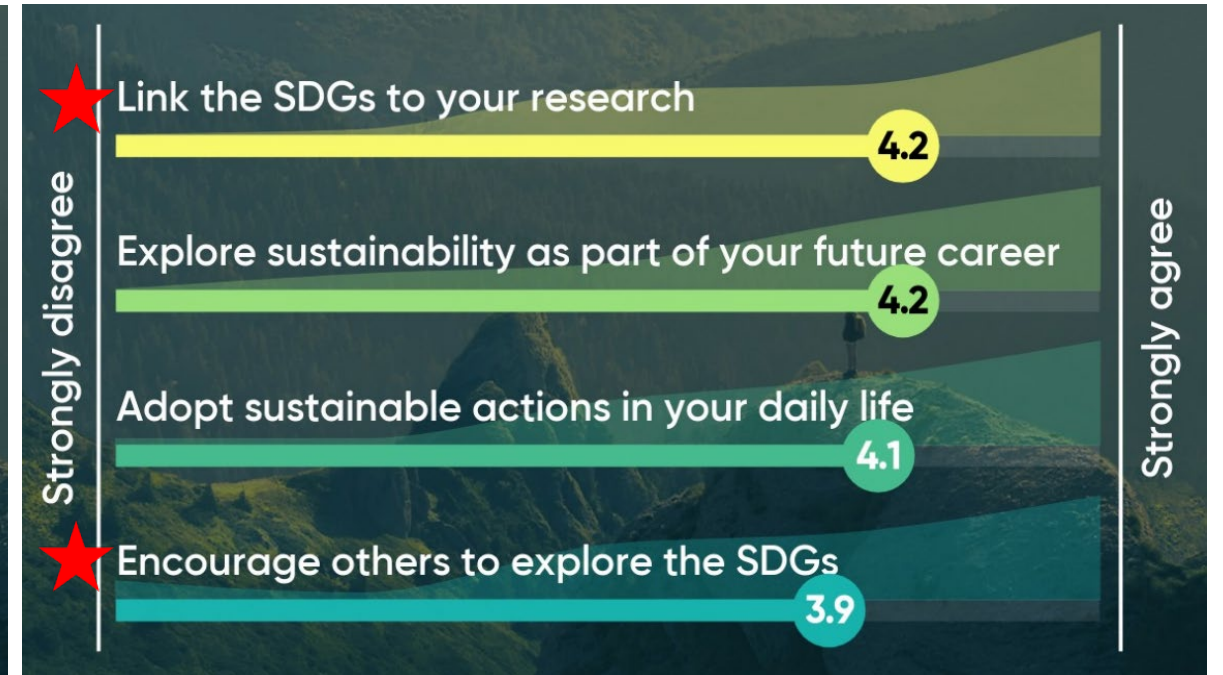 Link the SDGs to your research
4.2
Explore sustainability as part of your future career
4.2
Adopt sustainable actions in your daily life
4.1
Encourage others to explore the SDGs
3.9
Strongly disagree
Strongly agree